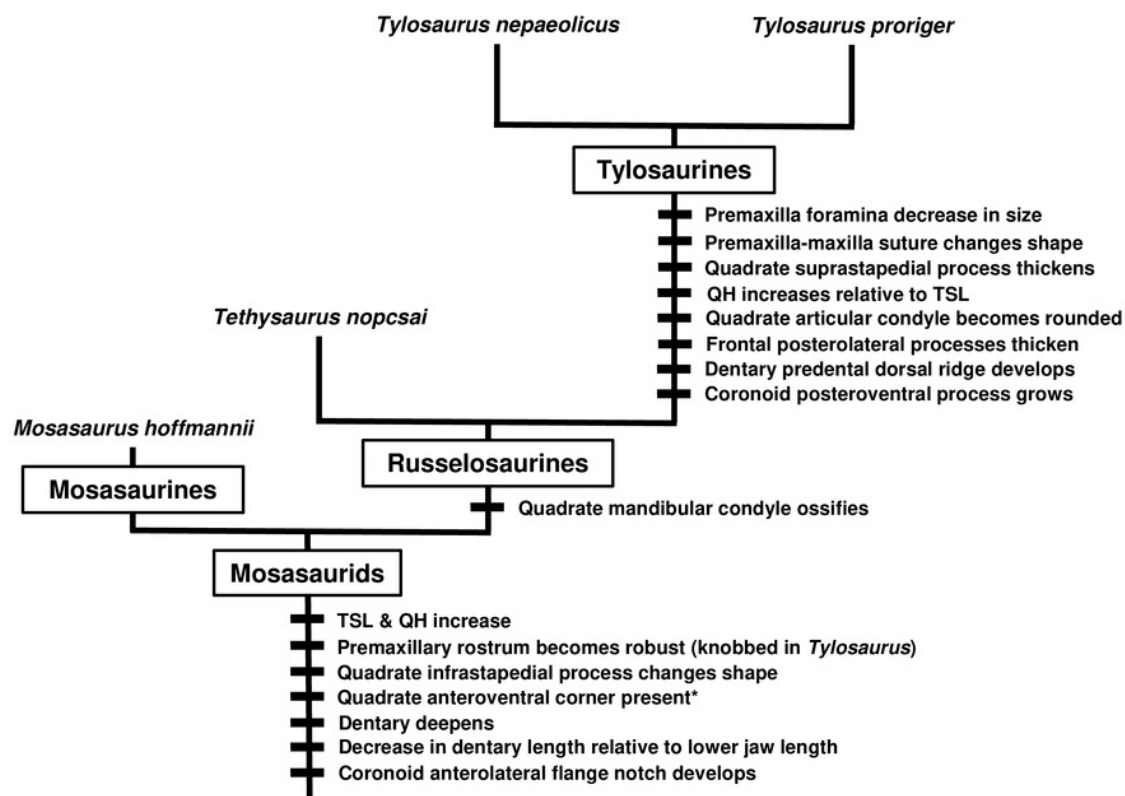 Tylosaurus nepaeolicus
Tylosaurus proriger
Tylosaurines
Premaxilla foramina decrease in size
Premaxilla-maxilla suture changes shape
Quadrate suprastapedial process thickens
QH increases relative to TSL
Quadrate articular condyle becomes rounded
Frontal posterolateral processes thicken
Dentary predental dorsal ridge develops
Coronoid posteroventral process grows
Tethysaurus nopcsai
Mosasaurus hoffmannii
Russelosaurines
Mosasaurines
Quadrate mandibular condyle ossifies
Mosasaurids
TSL & QH increase
Premaxillary rostrum becomes robust (knobbed in Tylosaurus)
Quadrate infrastapedial process changes shape
Quadrate anteroventral corner present*
Dentary deepens
Decrease in dentary length relative to lower jaw length
Coronoid anterolateral flange notch develops